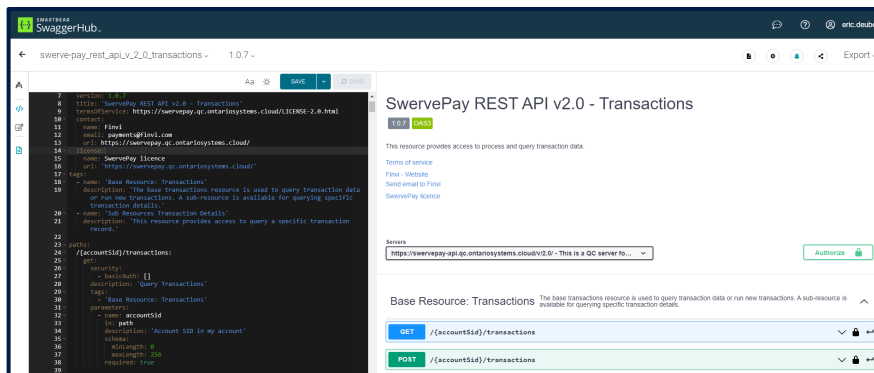 SMARTBEAR
SwaggerHub
eric.deube
swerve-pay_rest_api_v_2_0_transactions
1.0.7
Export
Aa
SAVE
SYNC
7 version: 1.0.7
8 title: 'SwervePay REST API v2.0 - Transactions'
9 termsOfService: https://swervepay.qc.ontariosystems.cloud/LICENSE-2.0.html
10 contact:
11 name: Finvi
12 email: payments@finvi.com
13 url: https://swervepay.qc.ontariosystems.cloud/
14 license:
15 name: SwervePay licence
16 url: 'https://swervepay.qc.ontariosystems.cloud/'
17 tags:
18 - name: 'Base Resource: Transactions'
19 description: 'The base transactions resource is used to query transaction data
or run new transactions. A sub-resource is available for querying specific
transaction details.'
20 - name: 'Sub Resources Transaction Details'
21 description: 'This resource provides access to query a specific transaction
record.'
22
23 paths:
24 /{accountSid}/transactions:
25 get:
26 security:
27 - basicAuth: []
28 description: 'Query Transactions'
29 tags:
30 - 'Base Resource: Transactions'
31 parameters:
32 - name: accountSid
33 in: path
34 description: 'Account SID in my account'
35 schema:
36 minLength: 0
37 maxLength: 256
38 required: true
39
SwervePay REST API v2.0 - Transactions
1.0.7 OAS3
This resource provides access to process and query transaction data.
Terms of service
Finvi - Website
Send email to Finvi
SwervePay licence
Servers
https://swervepay-api.qc.ontariosystems.cloud/v/2.0/ - This is a QC server fo...
Authorize
Base Resource: Transactions
The base transactions resource is used to query transaction data or run new transactions. A sub-resource is
available for querying specific transaction details.
GET /{accountSid}/transactions
POST /{accountSid}/transactions